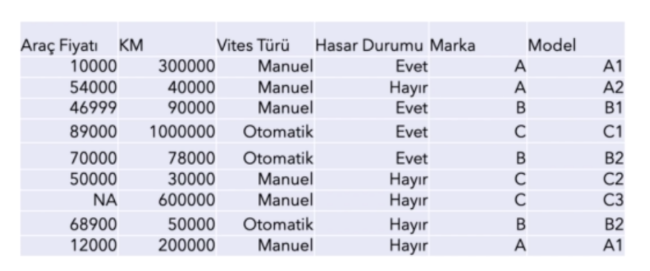 Araç Fiyatı KM Vites Türü Hasar Durumu Marka Model
10000 300000 Manuel Evet A A1
54000 40000 Manuel Hayır A A2
46999 90000 Manuel Evet B B1
89000 1000000 Otomatik Evet C C1
70000 78000 Otomatik Evet B B2
50000 30000 Manuel Hayır C C2
NA 600000 Manuel Hayır C C3
68900 50000 Otomatik Hayır B B2
12000 200000 Manuel Hayır A A1